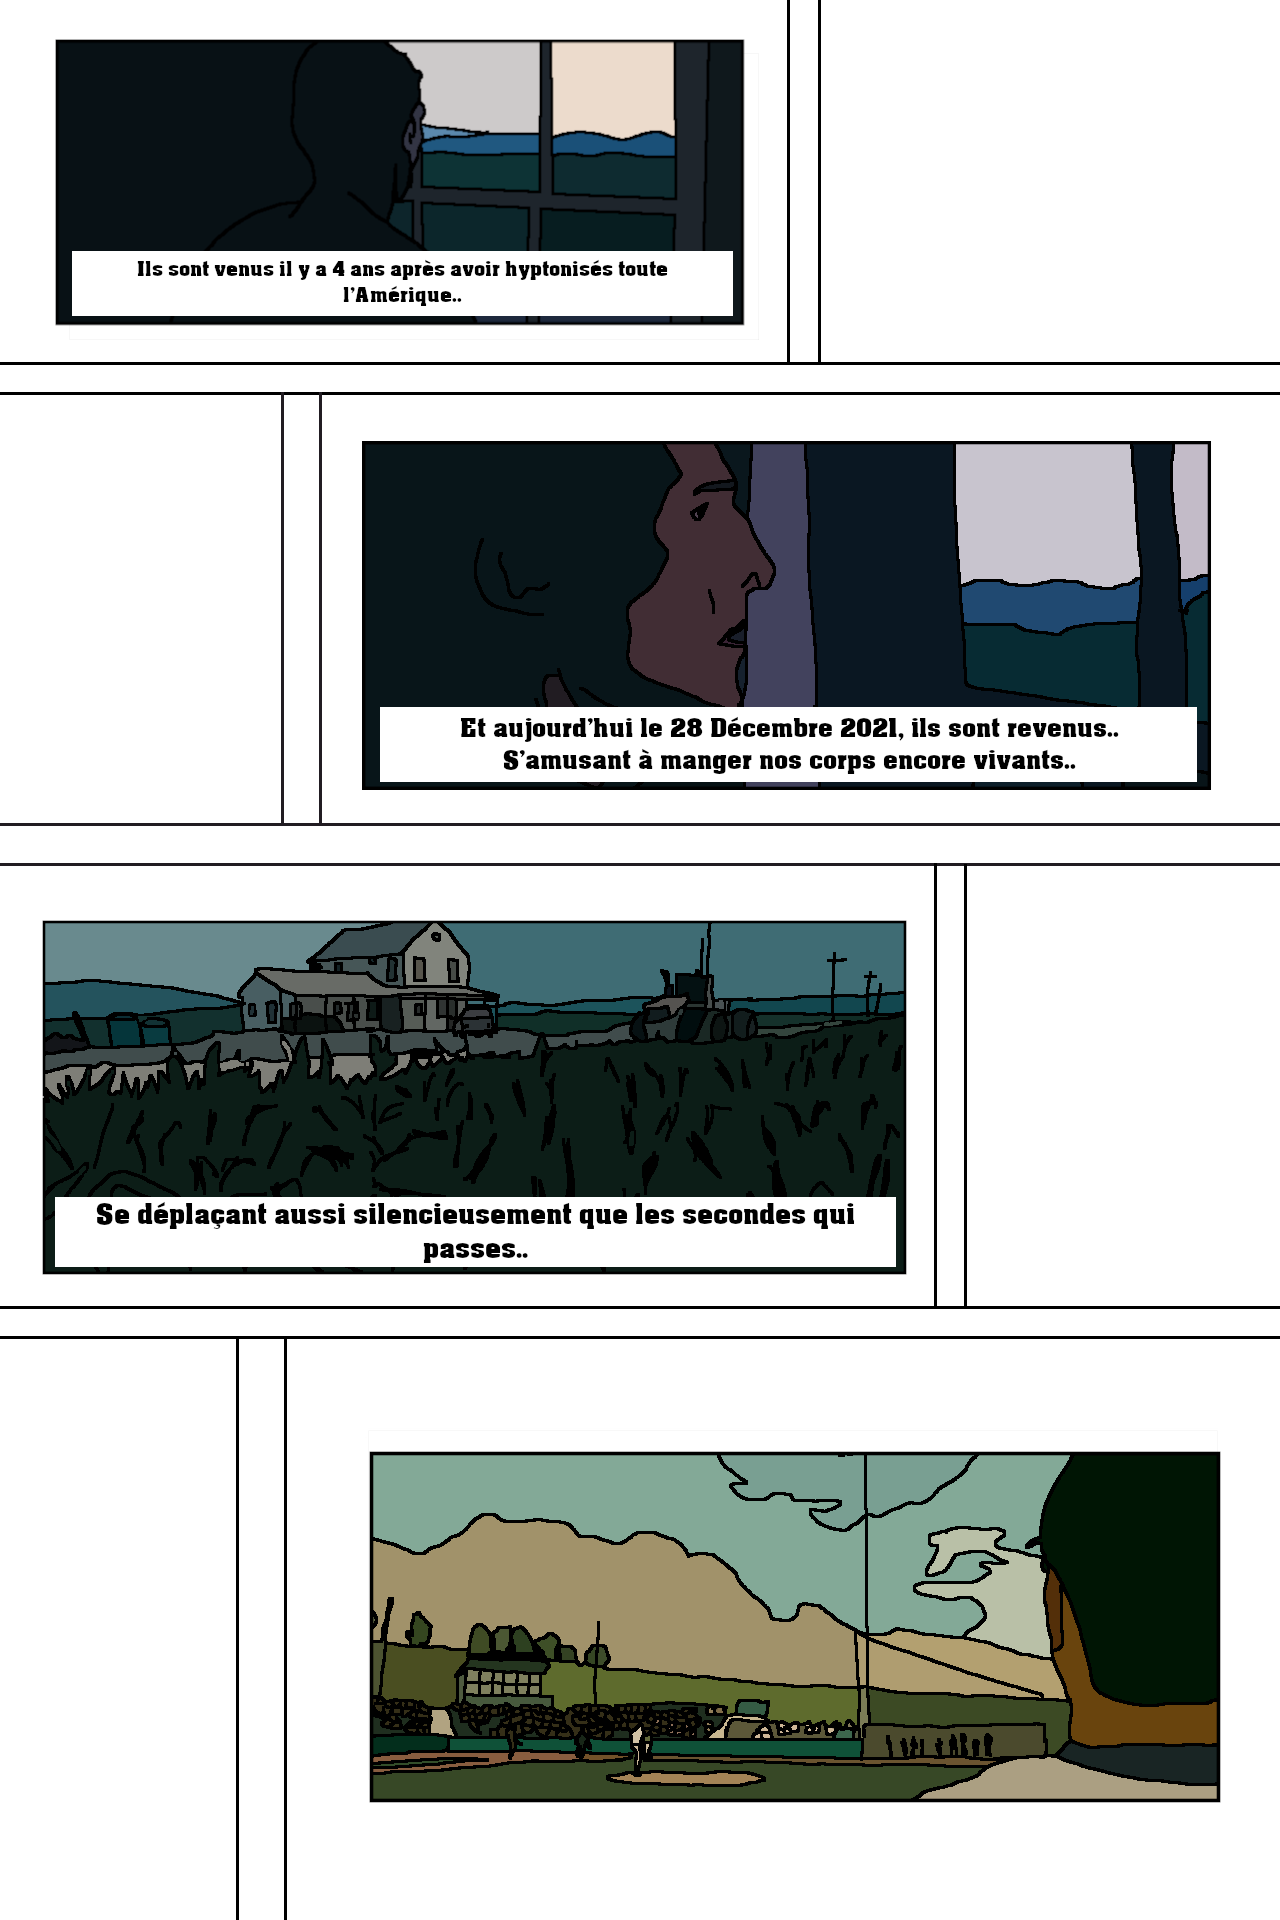 Ils sont venus il y a 4 ans après avoir hyptonisés toute
l'Amérique..
Et aujourd'hui le 28 Décembre 2021, ils sont revenus..
S'amusant à manger nos corps encore vivants..
Se déplaçant aussi silencieusement que les secondes qui
passes..